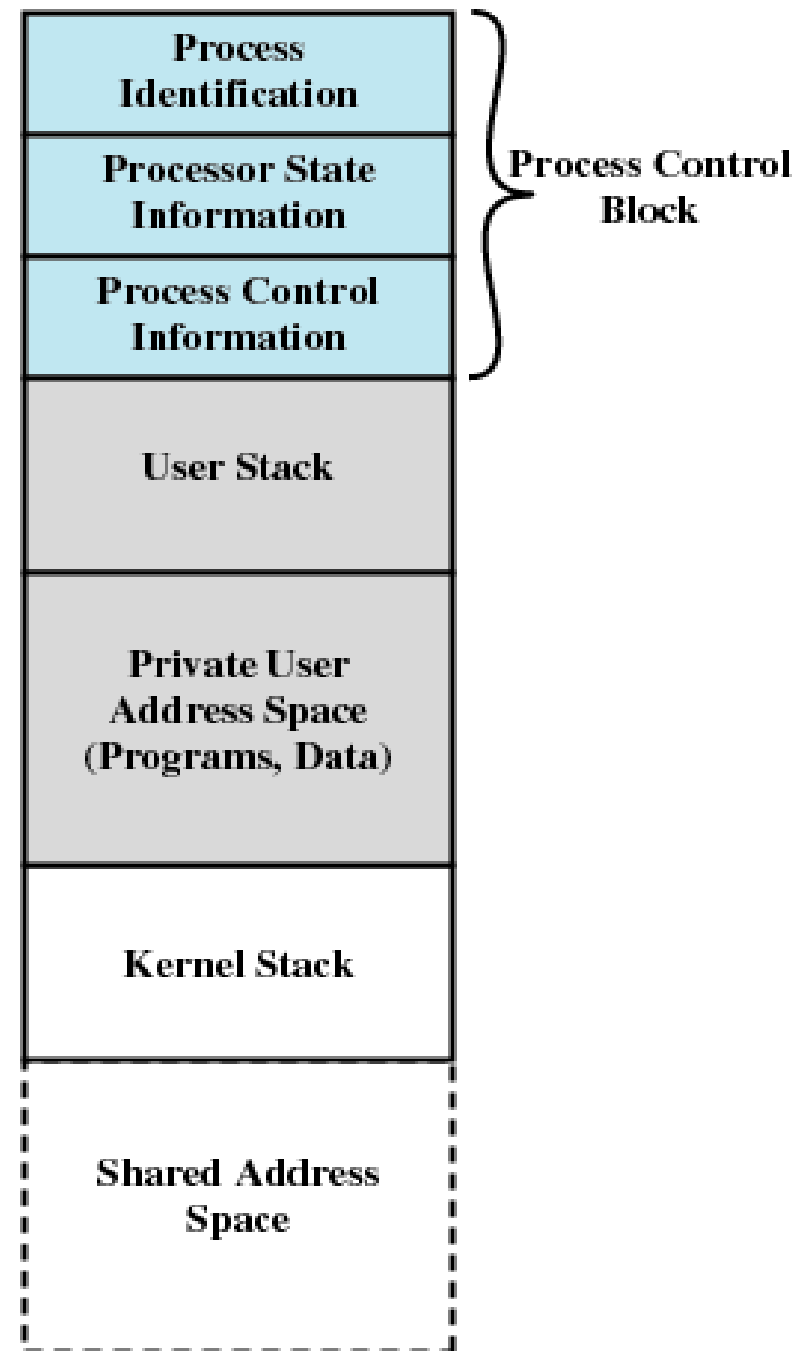 Process
Identification
Processor State
Information
Process Control
Information
Process Control
Block
User Stack
Private User
Address Space
(Programs, Data)
Kernel Stack
Shared Address
Space